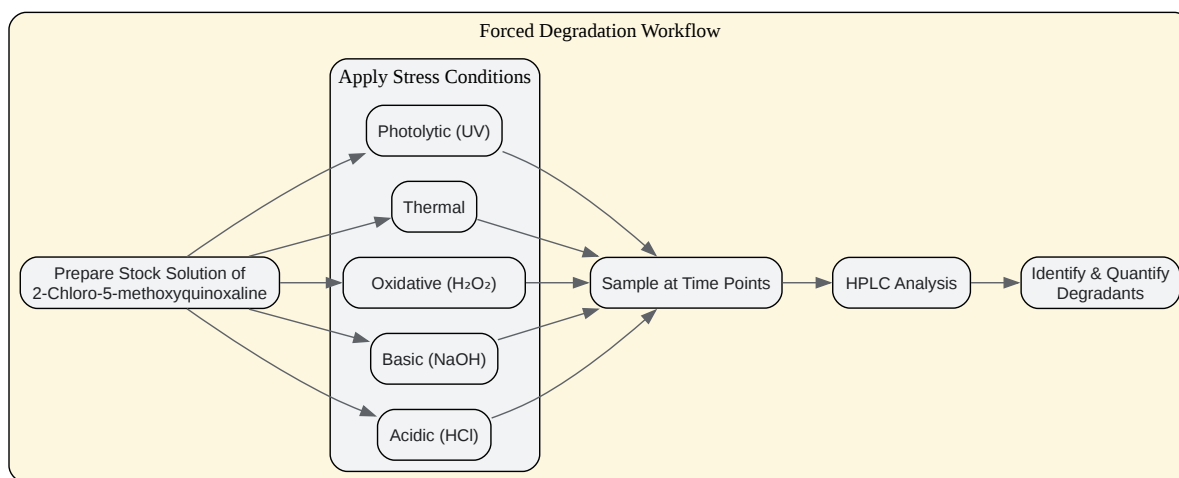 Forced Degradation Workflow
Apply Stress Conditions
Photolytic (UV)
Thermal
Prepare Stock Solution of
2-Chloro-5-methoxyquinoxaline
Oxidative (H₂O₂)
Sample at Time Points
HPLC Analysis
Identify & Quantify
Degradants
Basic (NaOH)
Acidic (HCl)